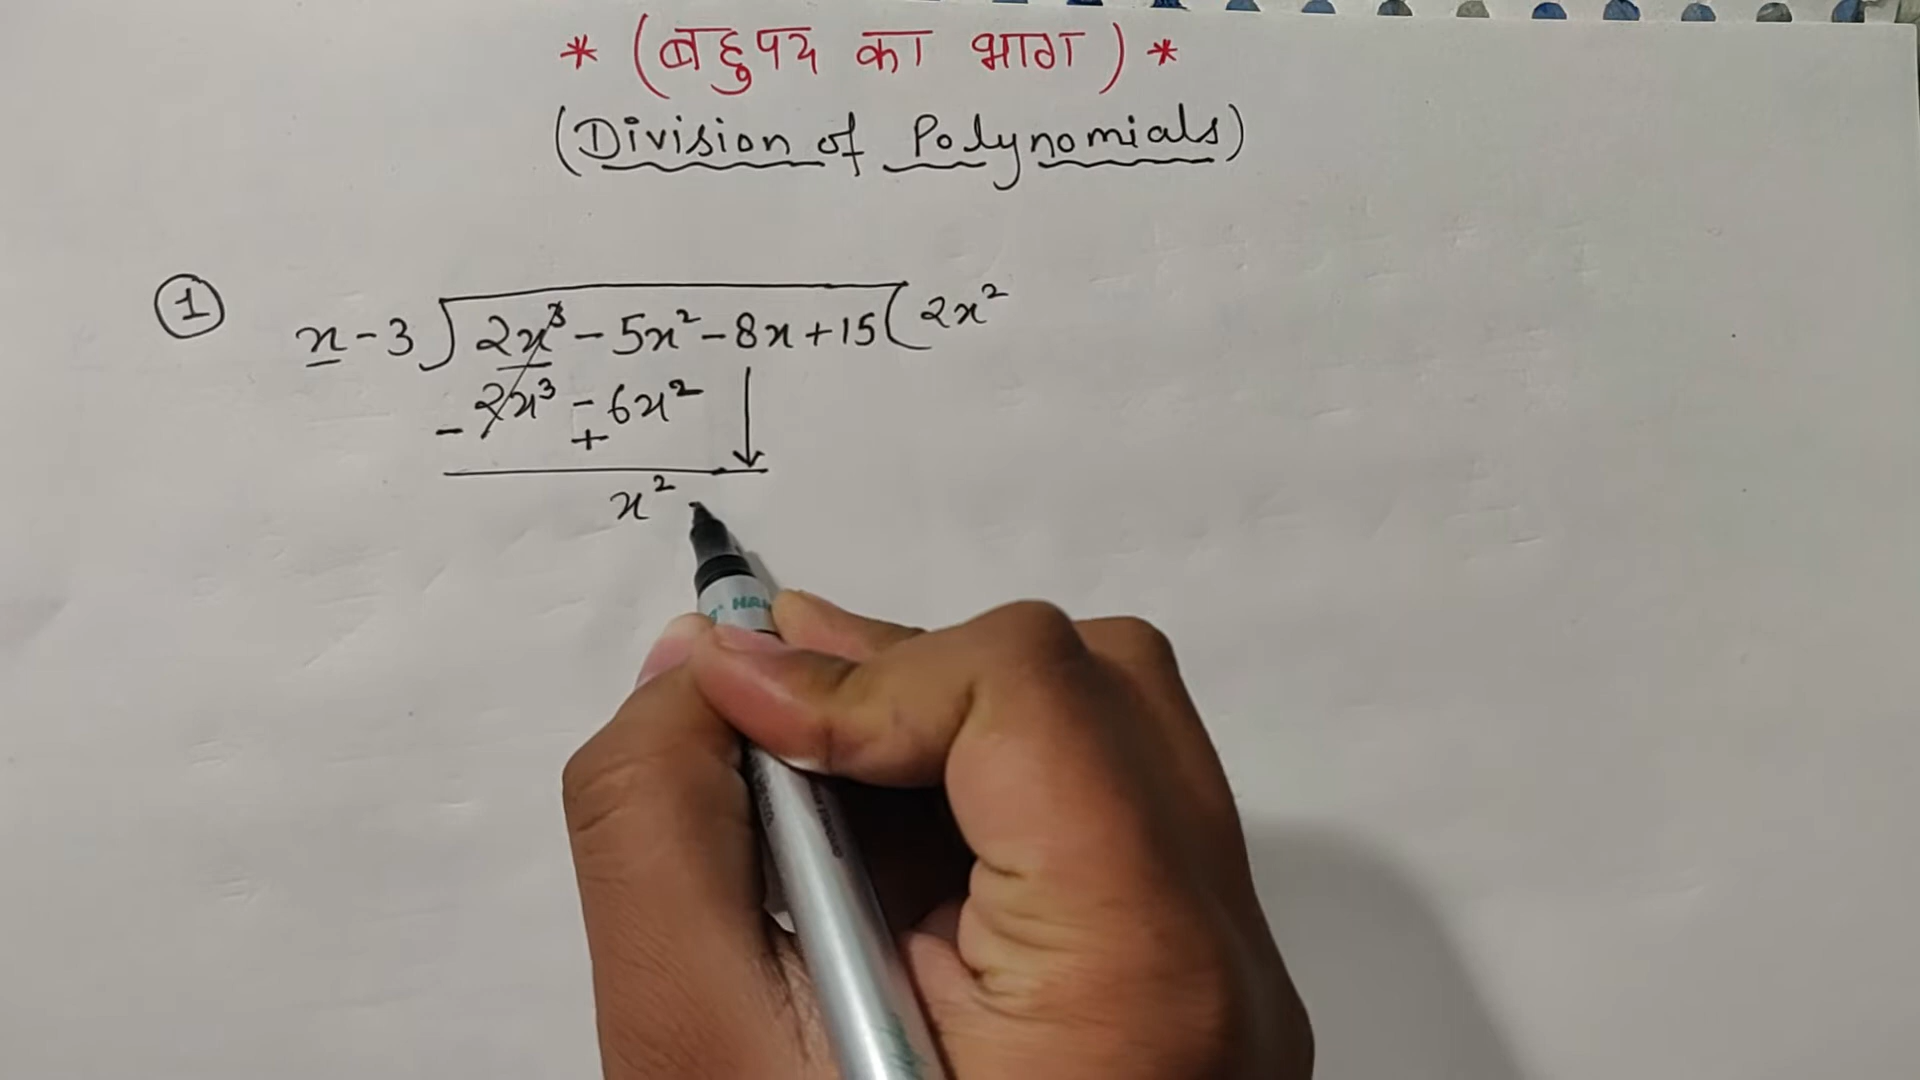 * (बहुपद का भाग) *
(Division of Polynomials)
1
x - 3 ) 2x³ - 5x² - 8x + 15 ( 2x²
2x³ - 6x²
- +
x²